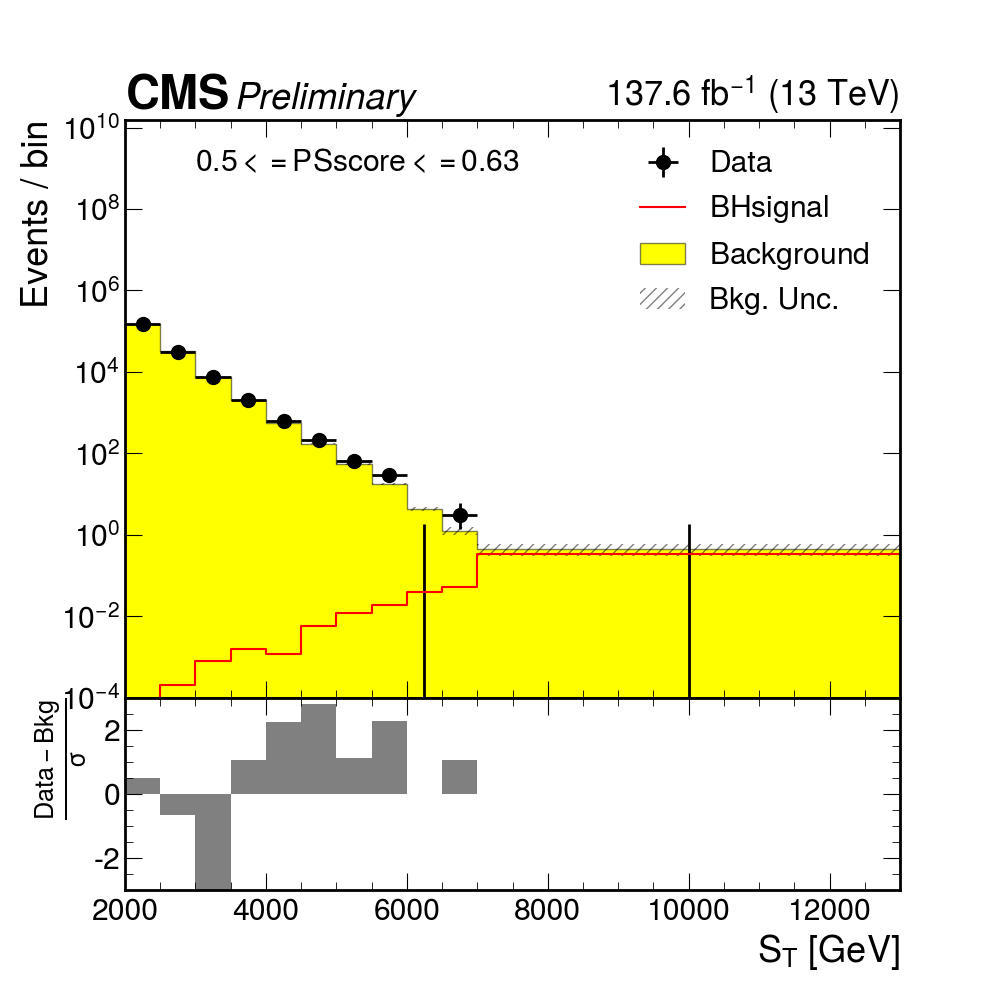 CMS Preliminary 137.6 fb⁻¹ (13 TeV)
Events / bin
0.5 < = PSscore < = 0.63
Data
BHsignal
Background
Bkg. Unc.
10¹⁰
10⁸
10⁶
10⁴
10²
10⁰
10⁻²
10⁻⁴
Data – Bkg
σ
2
0
-2
2000 4000 6000 8000 10000 12000
S_T [GeV]